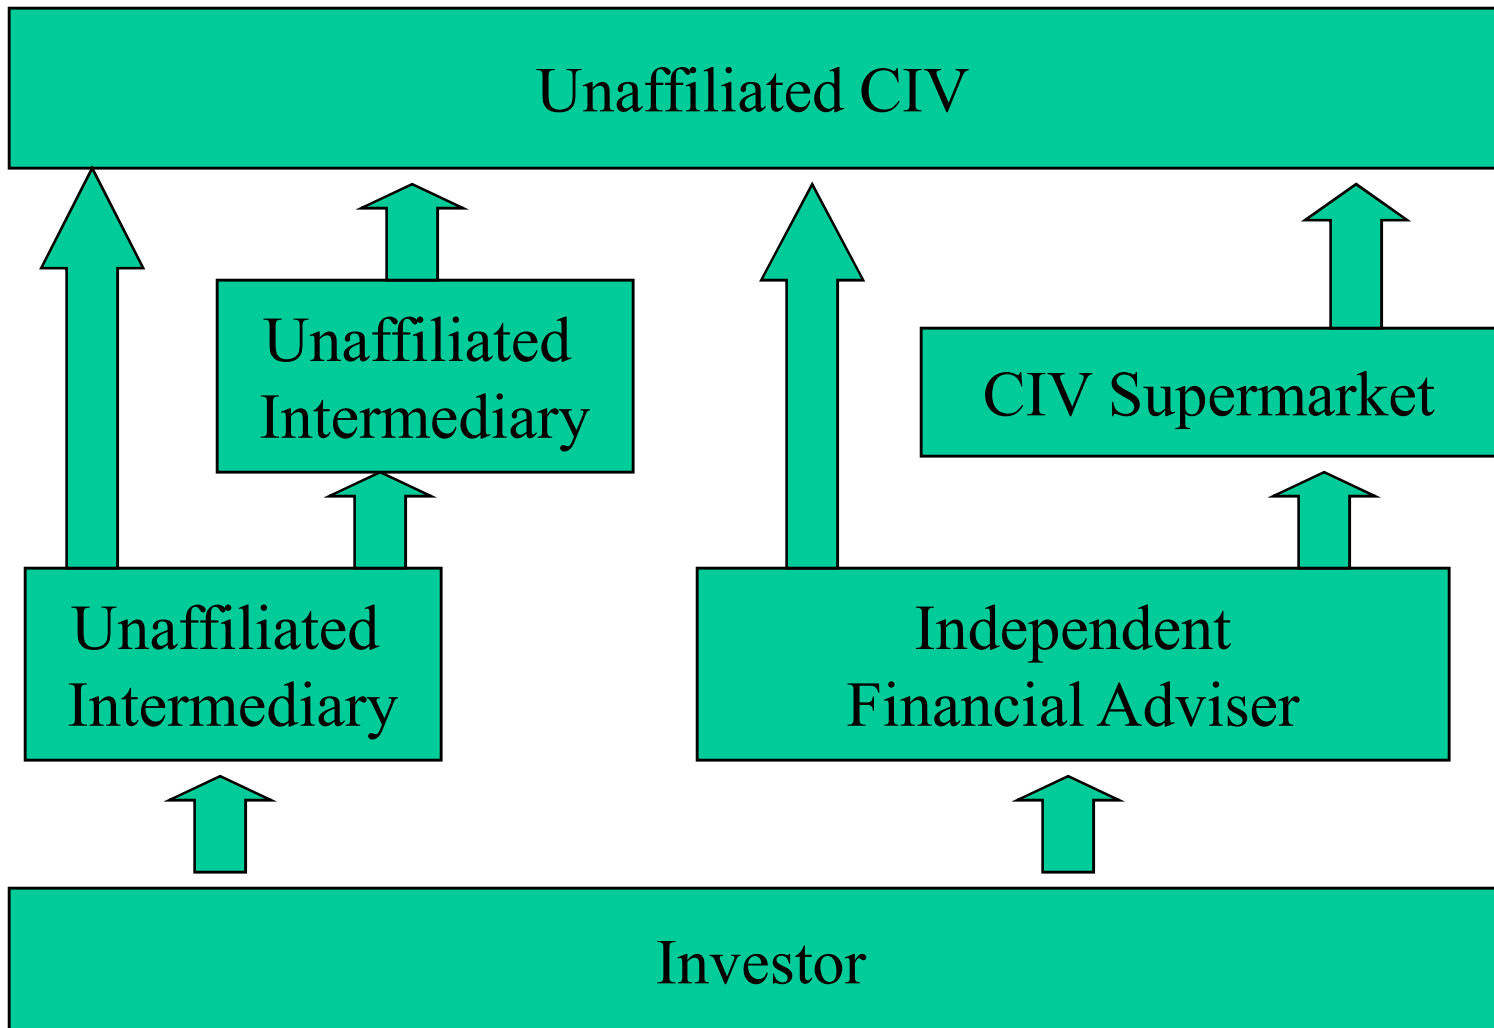 Unaffiliated CIV
Unaffiliated
Intermediary
CIV Supermarket
Unaffiliated
Intermediary
Independent
Financial Adviser
Investor